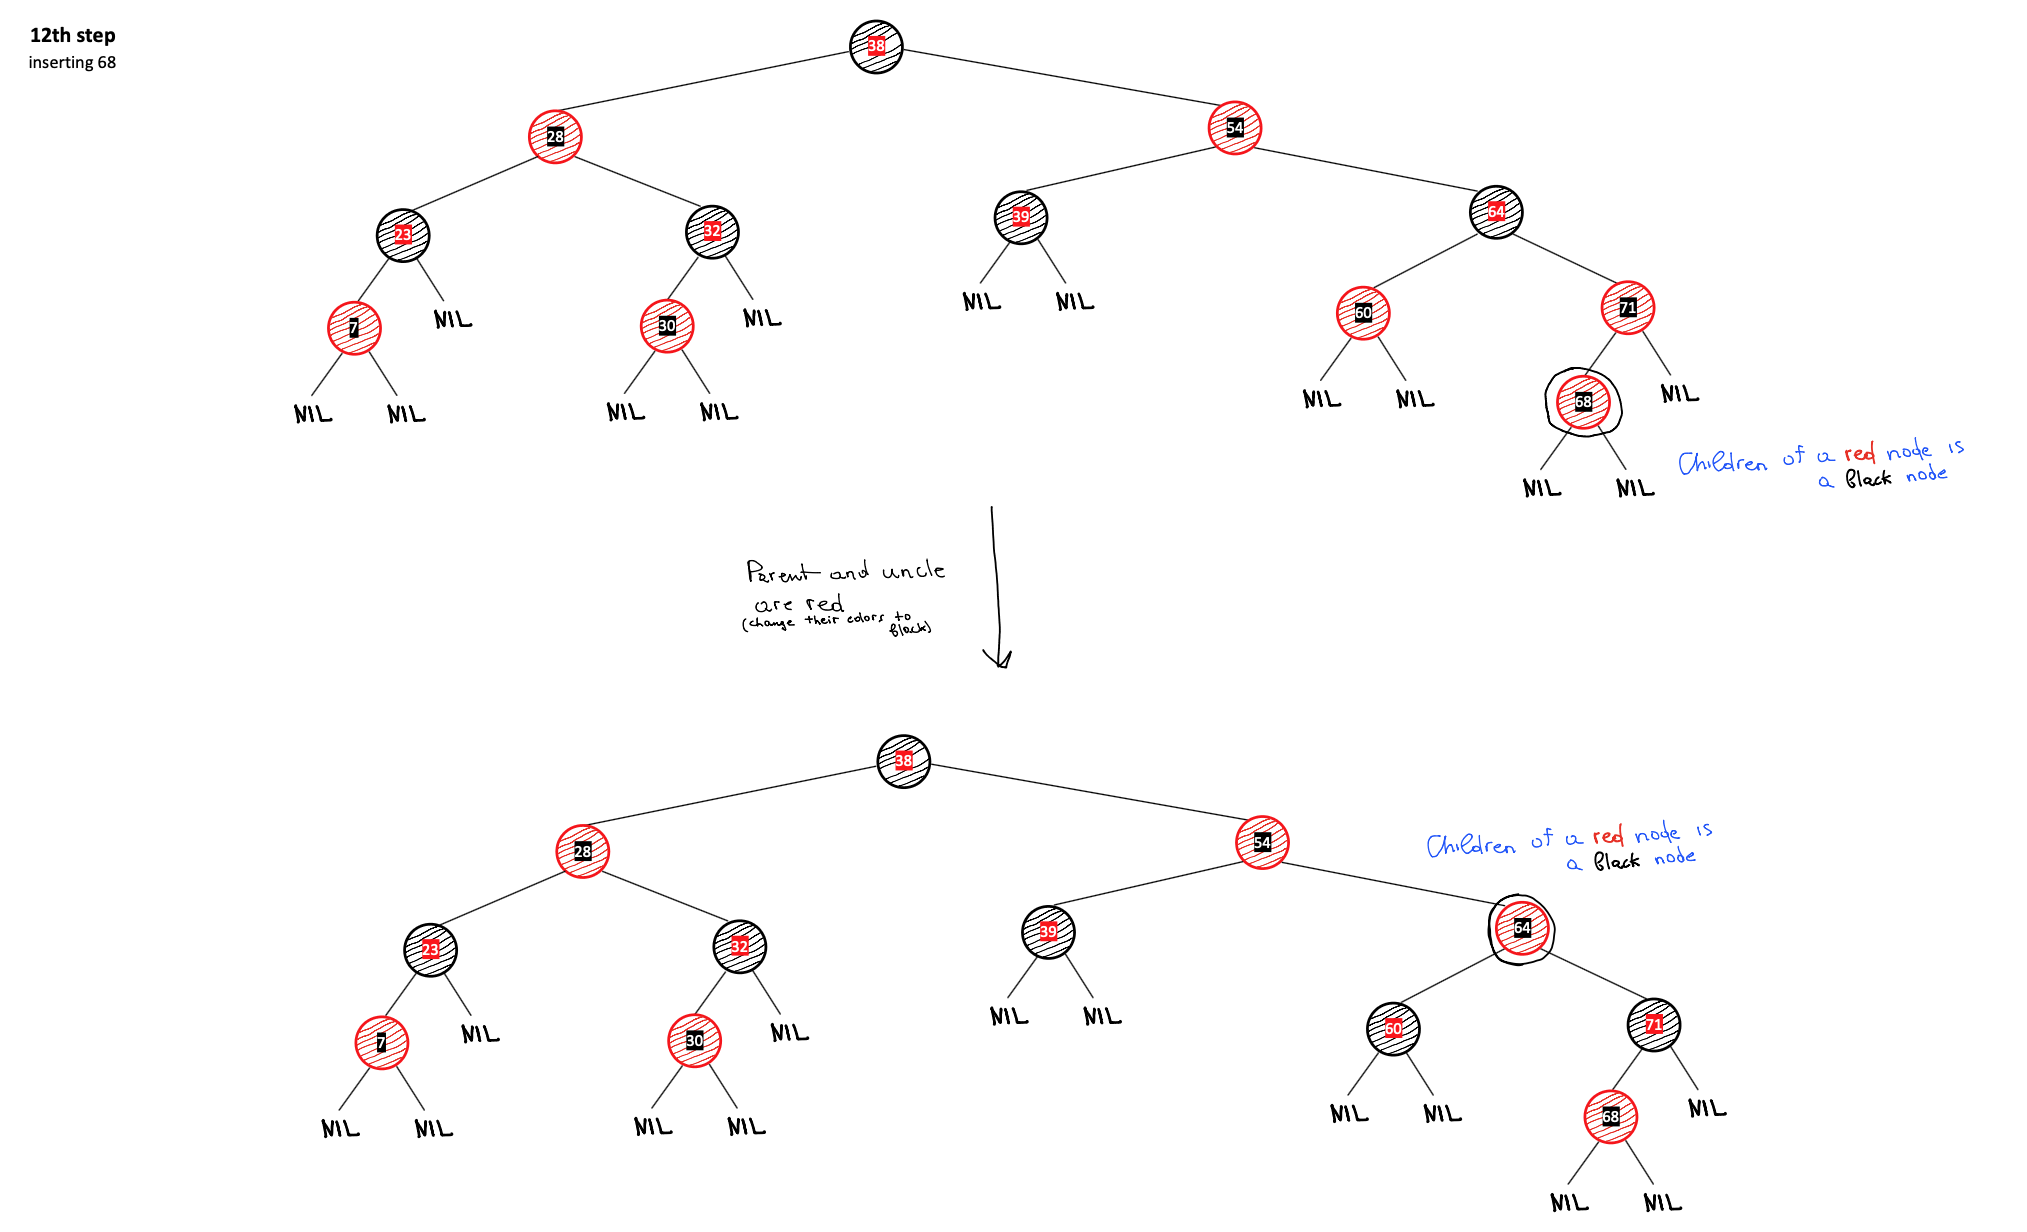 12th step
inserting 68
38
28
54
23
32
39
64
7
NIL
30
NIL
NIL
NIL
60
71
NIL
NIL
NIL
NIL
NIL
NIL
68
NIL
NIL
NIL
Children of a red node is
a black node
Parent and uncle
are red
(change their colors to
black)
38
28
54
Children of a red node is
a black node
23
32
39
64
7
NIL
30
NIL
NIL
NIL
60
71
NIL
NIL
NIL
NIL
NIL
NIL
68
NIL
NIL
NIL